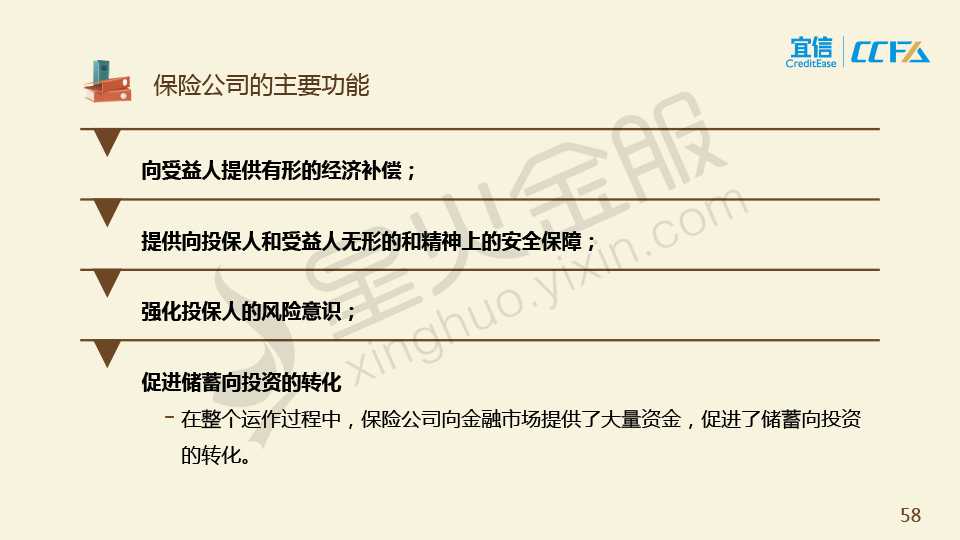 宜信
CreditEase
CCFA
保险公司的主要功能
向受益人提供有形的经济补偿；
提供向投保人和受益人无形的和精神上的安全保障；
强化投保人的风险意识；
促进储蓄向投资的转化
- 在整个运作过程中，保险公司向金融市场提供了大量资金，促进了储蓄向投资
的转化。
星火金服
xinghuo.yixin.com
58